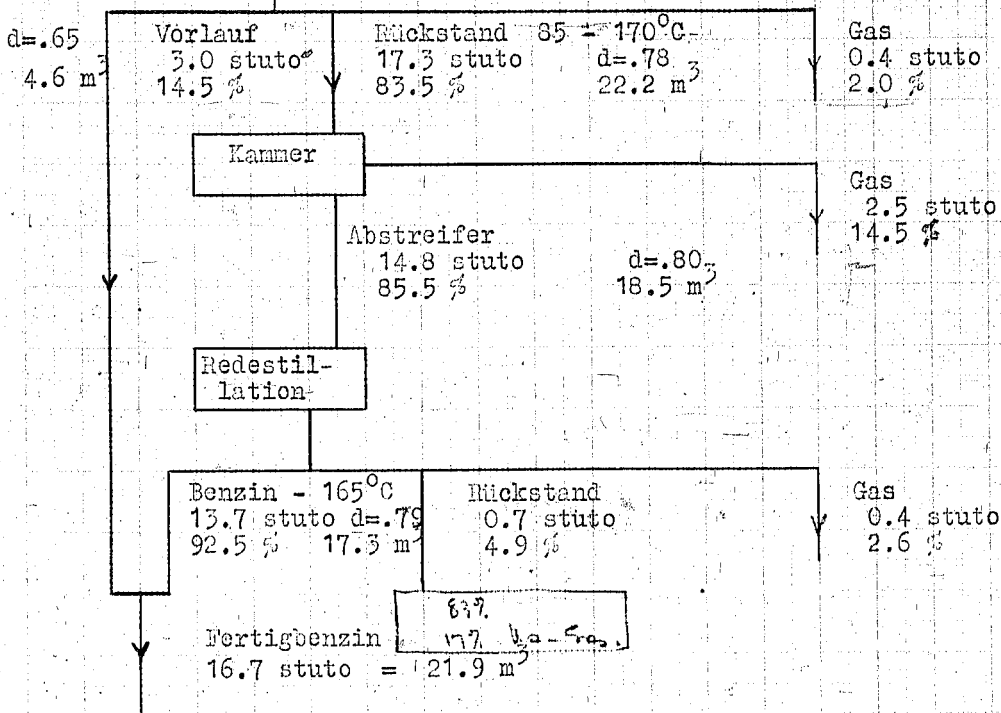 d=.65
4.6 m³
Vorlauf
3.0 stuto
14.5 %
Rückstand 85 - 170°C
17.3 stuto d=.78
83.5 % 22.2 m³
Gas
0.4 stuto
2.0 %
Kammer
Gas
2.5 stuto
14.5 %
Abstreifer
14.8 stuto d=.80
85.5 % 18.5 m³
Redestil-
lation
Benzin - 165°C
13.7 stuto d=.79
92.5 % 17.3 m³
Rückstand
0.7 stuto
4.9 %
Gas
0.4 stuto
2.6 %
83%
17%
Fertigbenzin
16.7 stuto = 21.9 m³